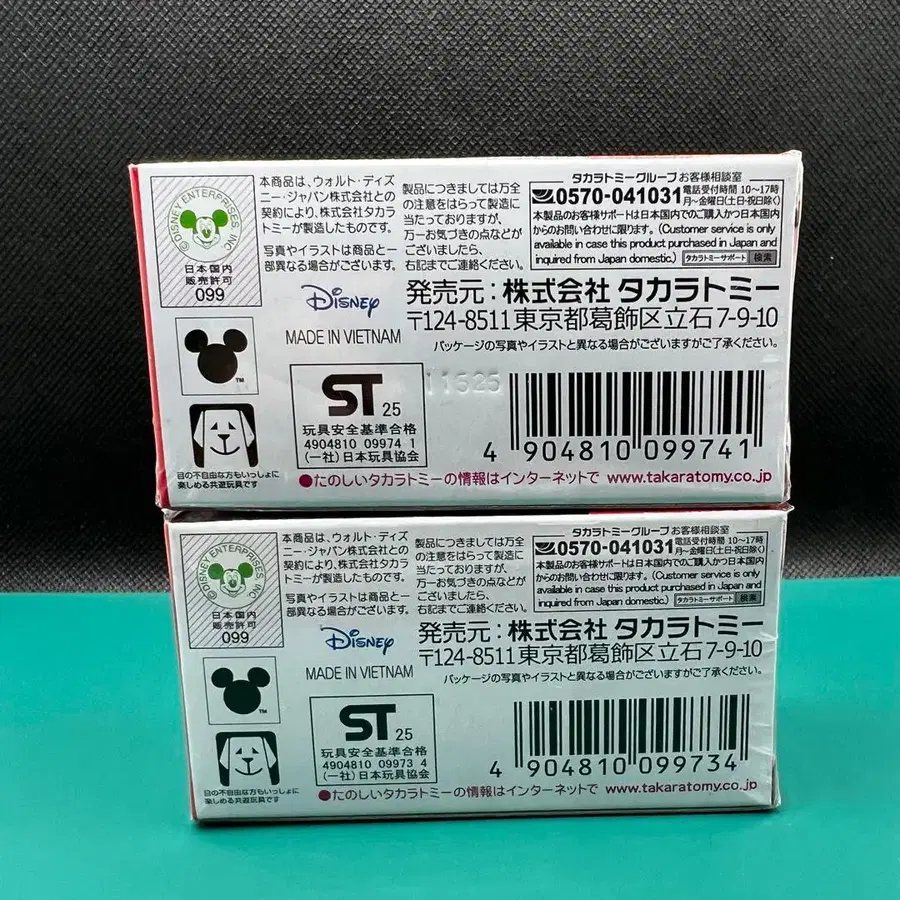 © DISNEY ENTERPRISES, INC.
日本国内
販売許可
099
本商品は、ウォルト・ディズ
ニー・ジャパン株式会社との
契約により、株式会社タカラ
トミーが製造したものです。
写真やイラストは商品と一
部異なる場合がございます。
製品につきましては万全
の注意をはらって製造に
当たっておりますが、
万一お気づきの点などが
ございましたら、
右記までご連絡ください。
タカラトミーグループ お客様相談室
0570-041031 電話受付時間 10〜17時
月〜金曜日(土日・祝日除く)
本製品のお客様サポートは日本国内でのご購入かつ日本国内
からのお問い合わせに限ります。(Customer service is only
available in case this product purchased in Japan and
inquired from Japan domestic.) タカラトミーサポート 検索
Disney
MADE IN VIETNAM
発売元：株式会社 タカラトミー
〒124-8511 東京都葛飾区立石7-9-10
パッケージの写真やイラストと異なる場合がございますがご了承ください。
TM
目の不自由な方もいっしょに
楽しめる共遊玩具です
ST 25
玩具安全基準合格
4904810 09974 1
(一社)日本玩具協会
11625
4 904810 099741
●たのしいタカラトミーの情報はインターネットで www.takaratomy.co.jp
© DISNEY ENTERPRISES, INC.
日本国内
販売許可
099
本商品は、ウォルト・ディズ
ニー・ジャパン株式会社との
契約により、株式会社タカラ
トミーが製造したものです。
写真やイラストは商品と一
部異なる場合がございます。
製品につきましては万全
の注意をはらって製造に
当たっておりますが、
万一お気づきの点などが
ございましたら、
右記までご連絡ください。
タカラトミーグループ お客様相談室
0570-041031 電話受付時間 10〜17時
月〜金曜日(土日・祝日除く)
本製品のお客様サポートは日本国内でのご購入かつ日本国内
からのお問い合わせに限ります。(Customer service is only
available in case this product purchased in Japan and
inquired from Japan domestic.) タカラトミーサポート 検索
Disney
MADE IN VIETNAM
発売元：株式会社 タカラトミー
〒124-8511 東京都葛飾区立石7-9-10
パッケージの写真やイラストと異なる場合がございますがご了承ください。
TM
目の不自由な方もいっしょに
楽しめる共遊玩具です
ST 25
玩具安全基準合格
4904810 09973 4
(一社)日本玩具協会
4 904810 099734
●たのしいタカラトミーの情報はインターネットで www.takaratomy.co.jp